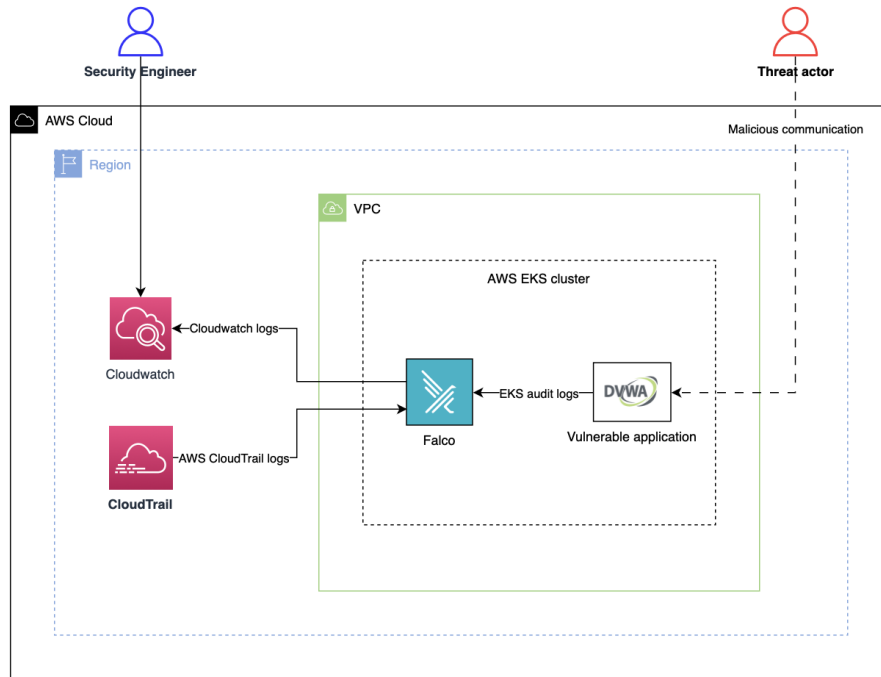 Security Engineer
Threat actor
AWS Cloud
Malicious communication
Region
VPC
AWS EKS cluster
Cloudwatch logs
Cloudwatch
EKS audit logs
DVWA
Falco
Vulnerable application
AWS CloudTrail logs
CloudTrail